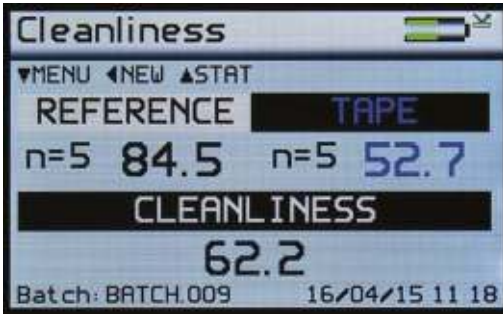 Cleanliness
▼MENU ◀NEW ▲STAT
REFERENCE TAPE
n=5 84.5 n=5 52.7
CLEANLINESS
62.2
Batch: BATCH.009 16/04/15 11 18